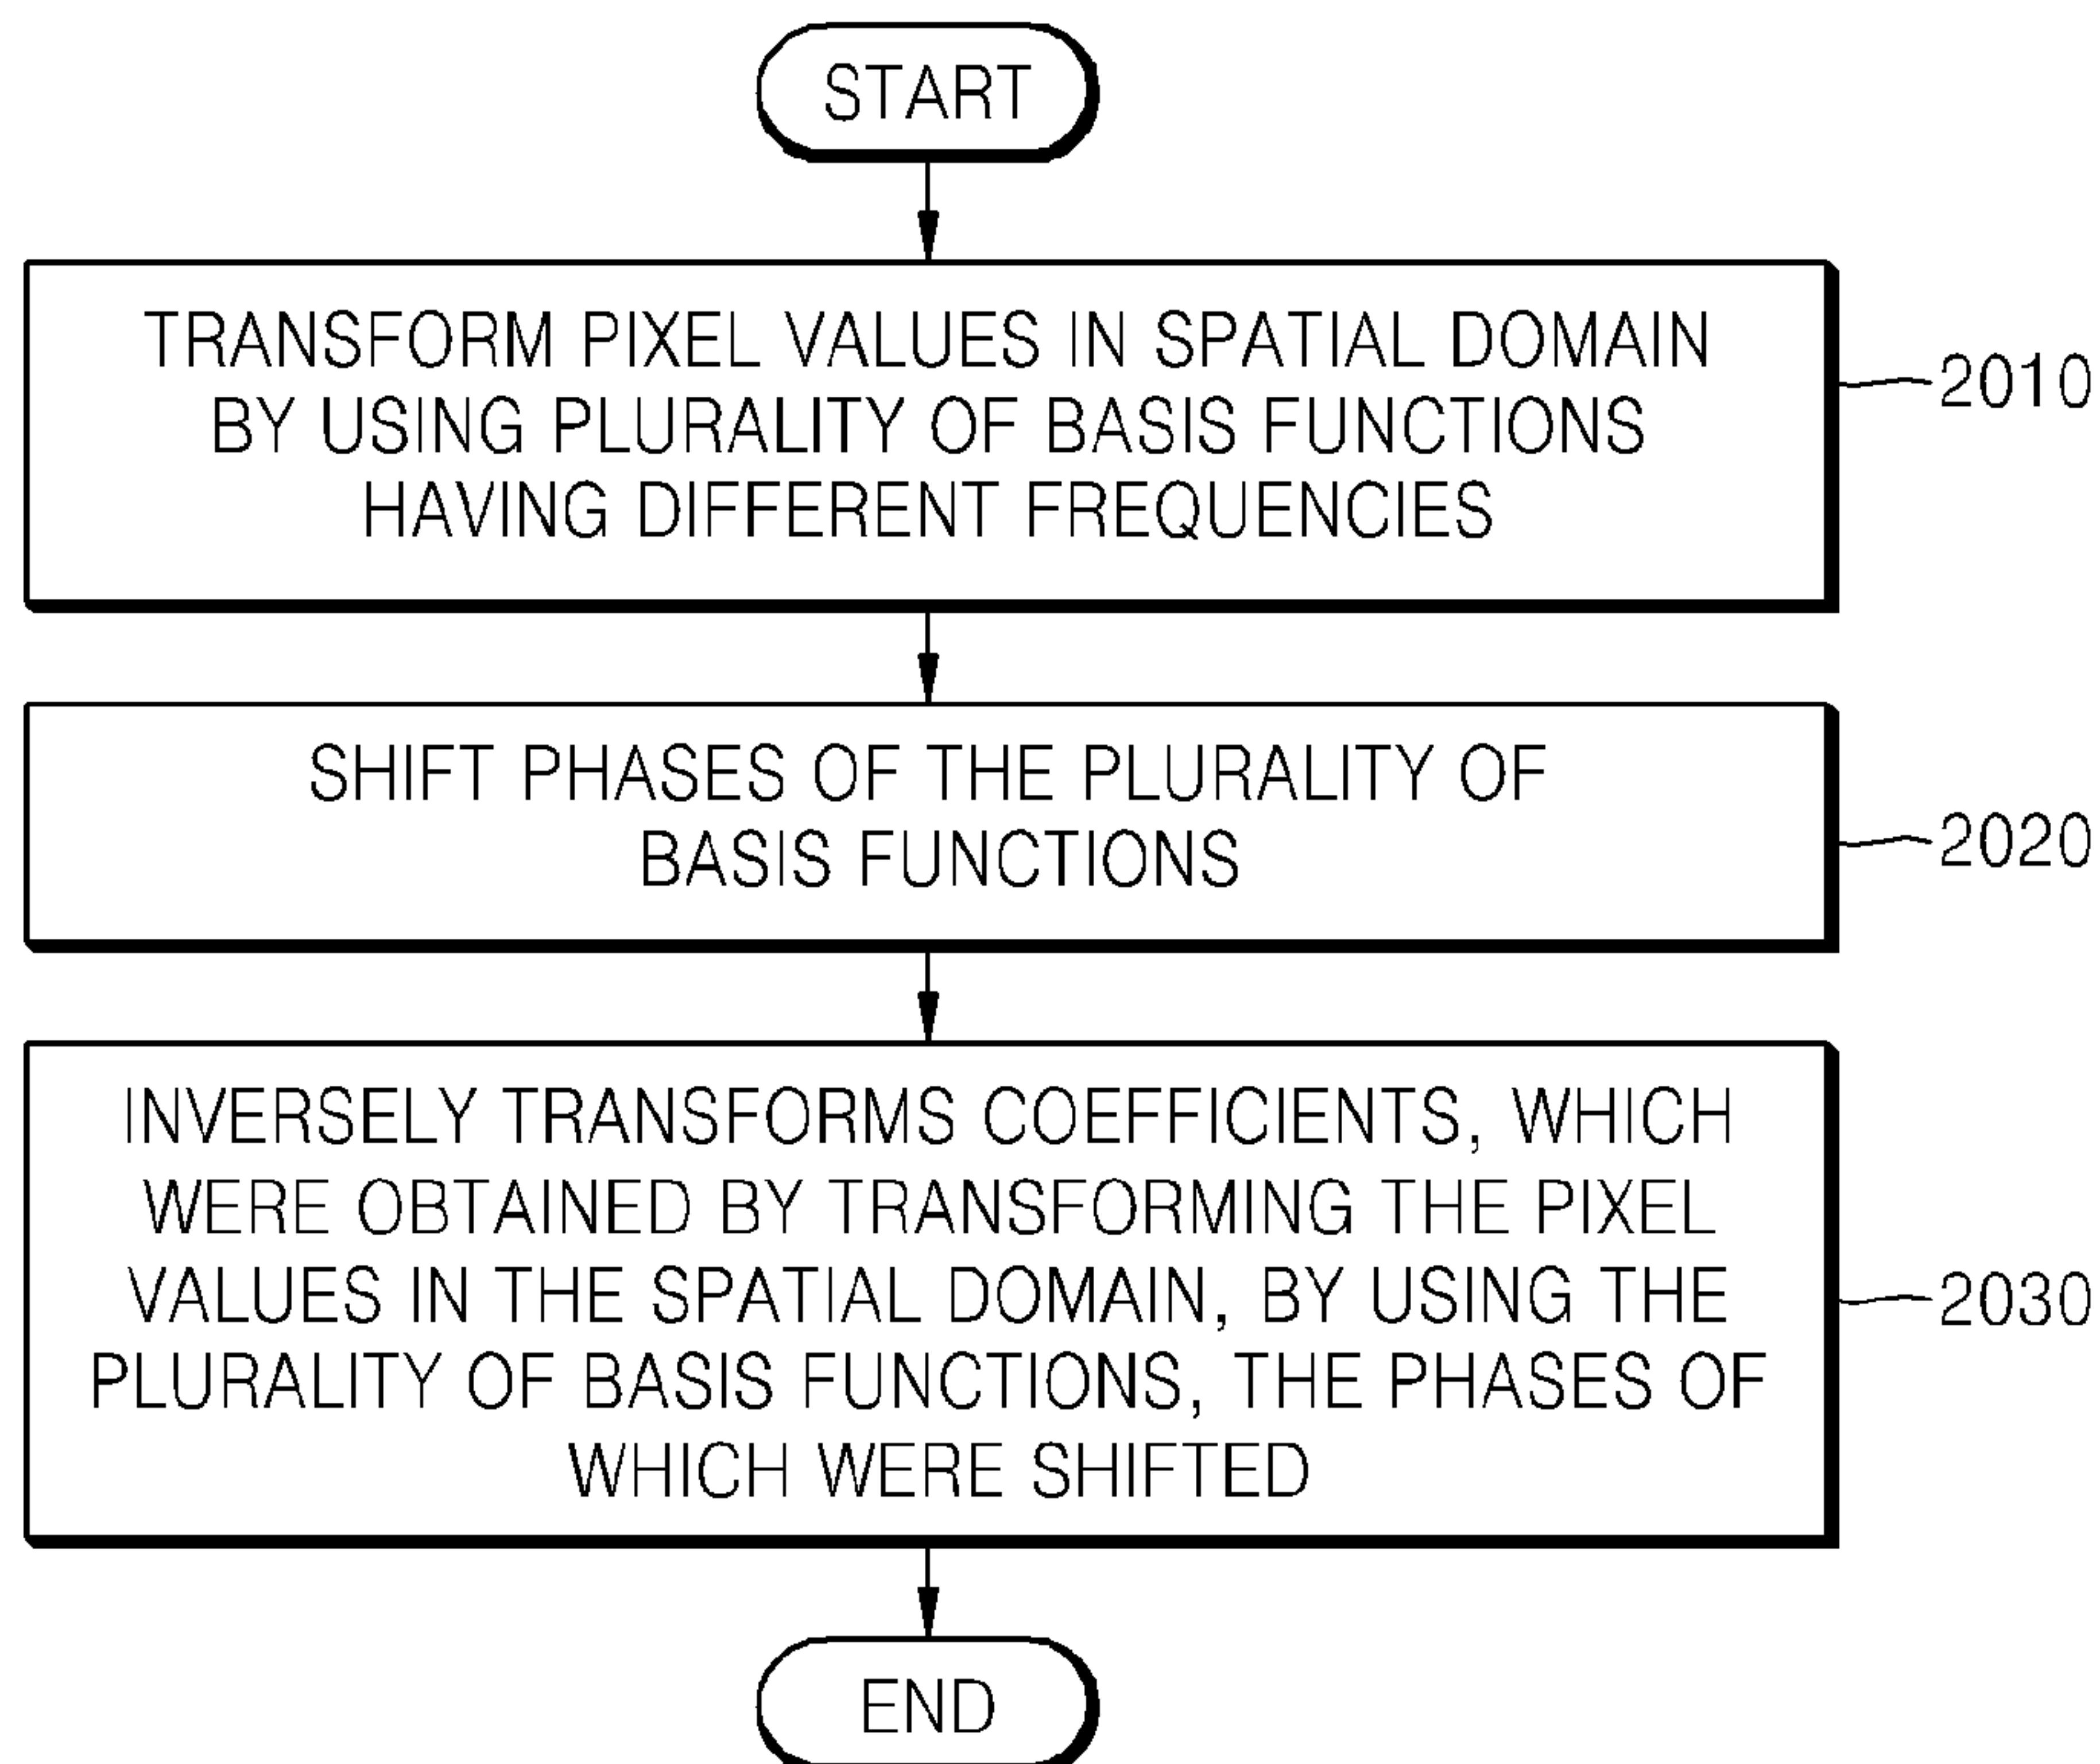 START
TRANSFORM PIXEL VALUES IN SPATIAL DOMAIN
BY USING PLURALITY OF BASIS FUNCTIONS
HAVING DIFFERENT FREQUENCIES
2010
SHIFT PHASES OF THE PLURALITY OF
BASIS FUNCTIONS
2020
INVERSELY TRANSFORMS COEFFICIENTS, WHICH
WERE OBTAINED BY TRANSFORMING THE PIXEL
VALUES IN THE SPATIAL DOMAIN, BY USING THE
PLURALITY OF BASIS FUNCTIONS, THE PHASES OF
WHICH WERE SHIFTED
2030
END